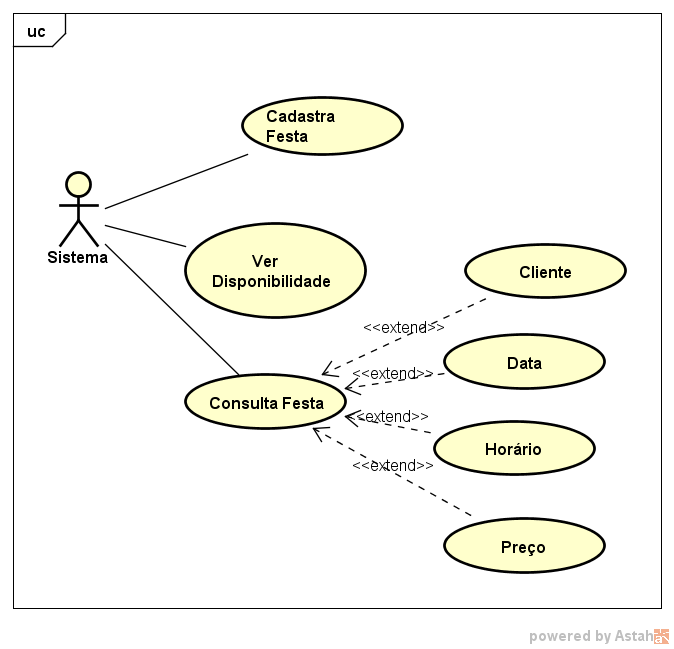 uc
Cadastra
Festa
Sistema
Ver
Disponibilidade
Cliente
<<extend>>
Data
<<extend>>
Consulta Festa
<<extend>>
Horário
<<extend>>
Preço
powered by Astah